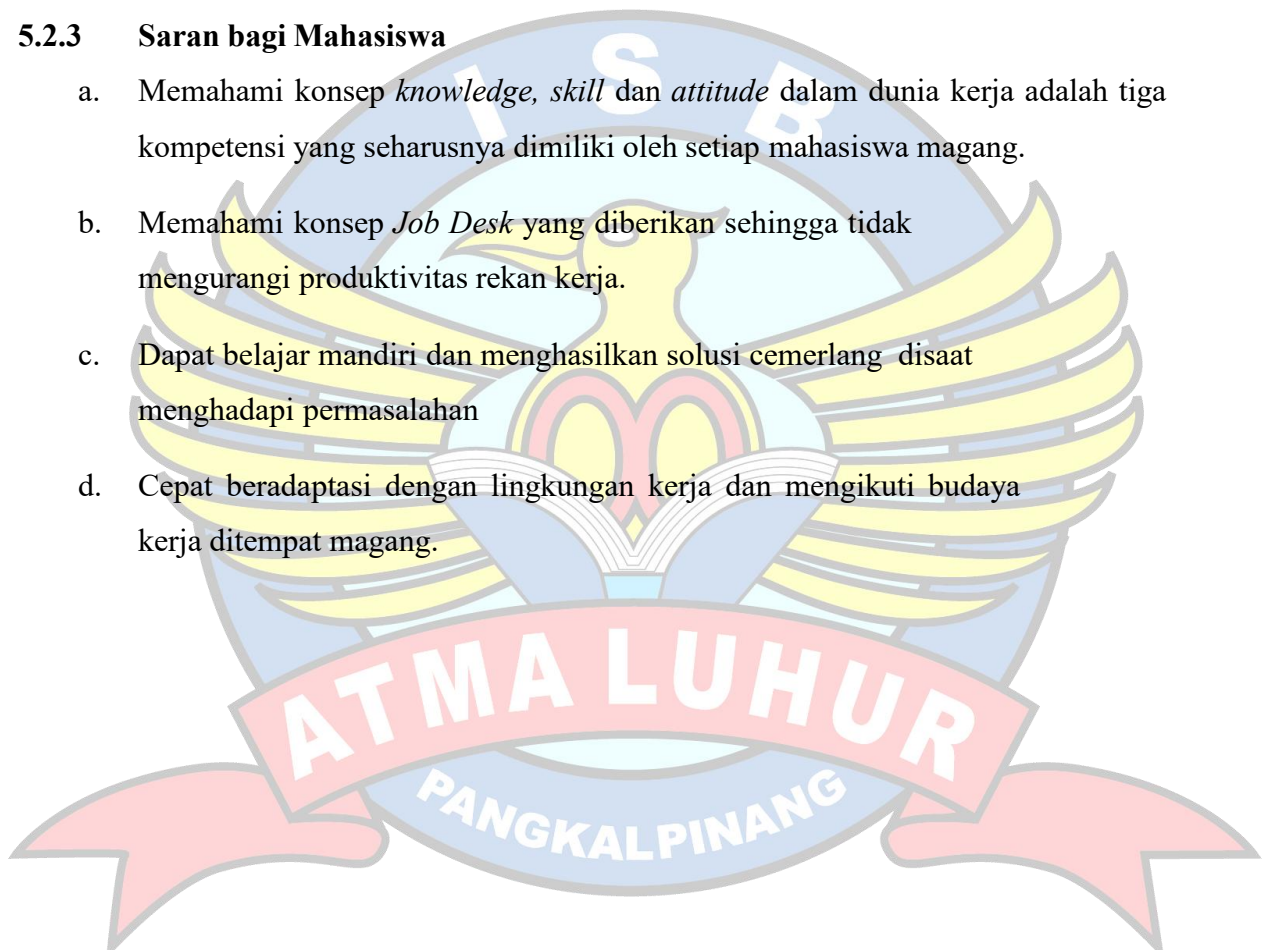 5.2.3 Saran bagi Mahasiswa
a. Memahami konsep knowledge, skill dan attitude dalam dunia kerja adalah tiga
kompetensi yang seharusnya dimiliki oleh setiap mahasiswa magang.
b. Memahami konsep Job Desk yang diberikan sehingga tidak
mengurangi produktivitas rekan kerja.
c. Dapat belajar mandiri dan menghasilkan solusi cemerlang disaat
menghadapi permasalahan
d. Cepat beradaptasi dengan lingkungan kerja dan mengikuti budaya
kerja ditempat magang.
I S B
ATMA LUHUR
PANGKALPINANG